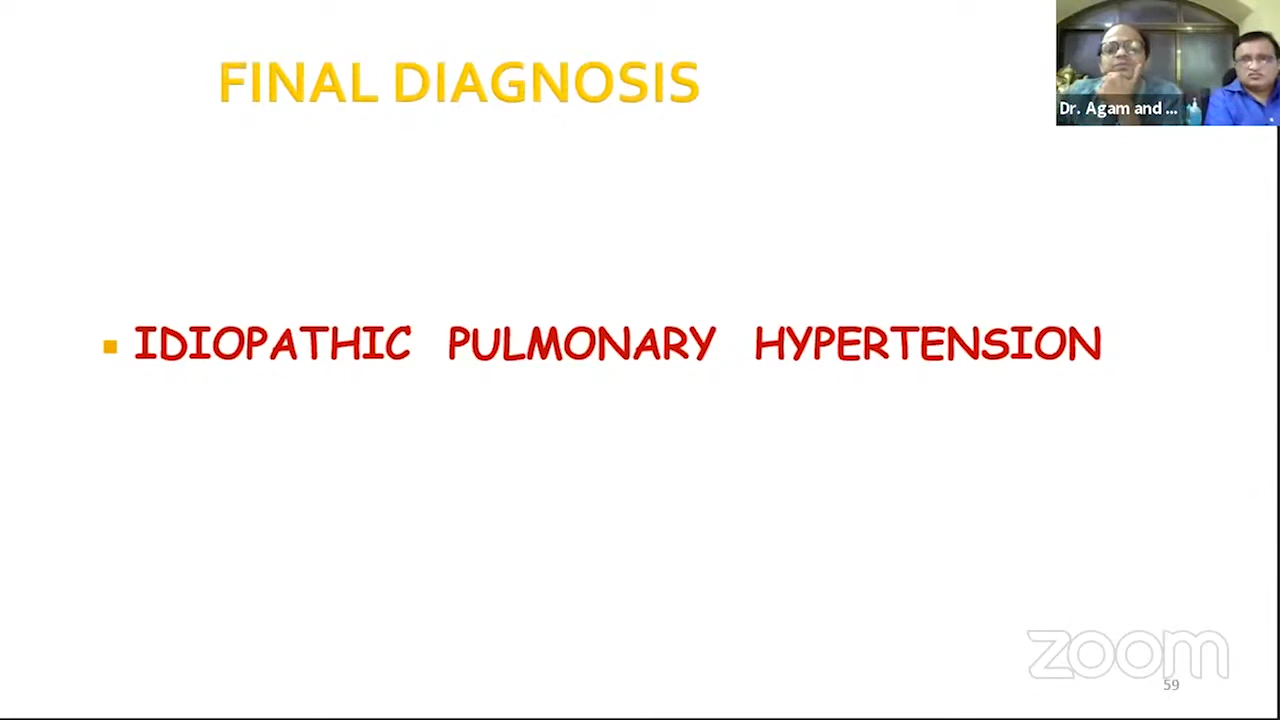 FINAL DIAGNOSIS
Dr. Agam and ...
IDIOPATHIC PULMONARY HYPERTENSION
zoom
59